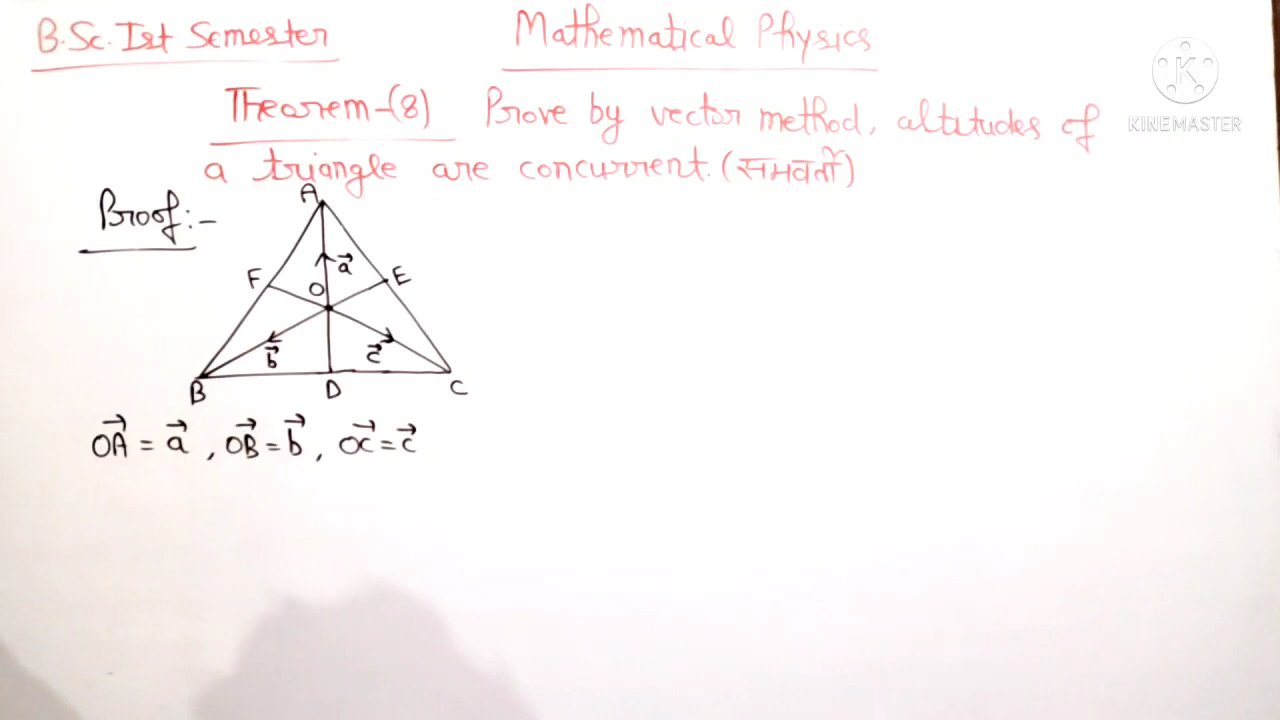 B.Sc. Ist Semester
Mathematical Physics
Theorem-(8) Prove by vector method, altitudes of
a triangle are concurrent. (समवर्ती)
Proof:-
A
F
E
a⃗
O
b⃗
c⃗
B
D
C
OA⃗ = a⃗ , OB⃗ = b⃗ , OC⃗ = c⃗
K
KINEMASTER